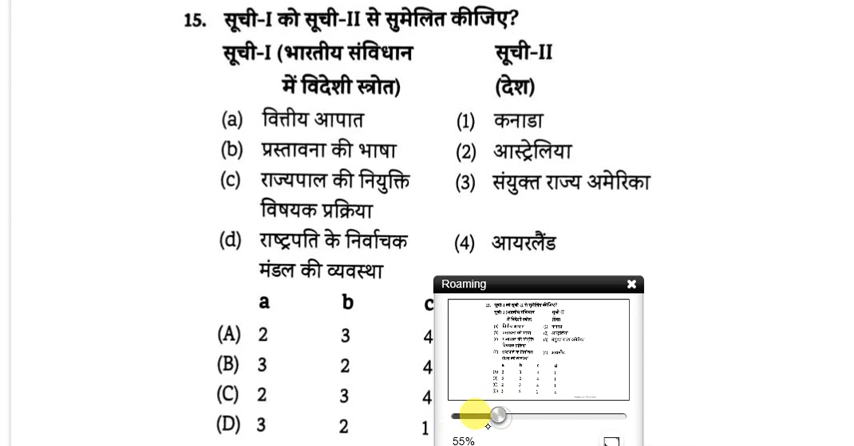 15. सूची-I को सूची-II से सुमेलित कीजिए?
सूची-I (भारतीय संविधान सूची-II
में विदेशी स्त्रोत) (देश)
(a) वित्तीय आपात (1) कनाडा
(b) प्रस्तावना की भाषा (2) आस्ट्रेलिया
(c) राज्यपाल की नियुक्ति (3) संयुक्त राज्य अमेरिका
विषयक प्रक्रिया
(d) राष्ट्रपति के निर्वाचक (4) आयरलैंड
मंडल की व्यवस्था
Roaming
a b c
(A) 2 3 4
(B) 3 2 4
(C) 2 3 4
(D) 3 2 1
55%